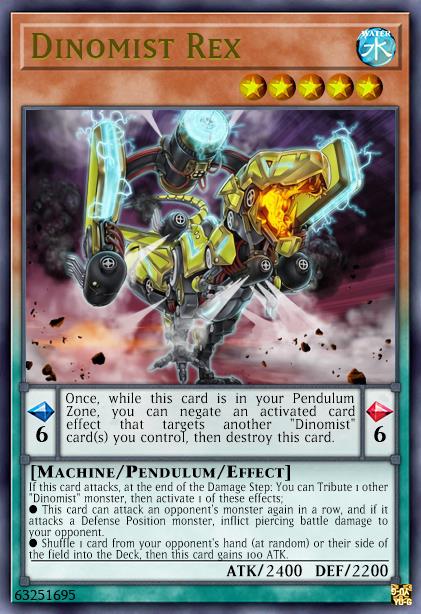 DINOMIST REX
WATER
水
Once, while this card is in your Pendulum
Zone, you can negate an activated card
effect that targets another "Dinomist"
card(s) you control, then destroy this card.
6
6
[MACHINE/PENDULUM/EFFECT]
If this card attacks, at the end of the Damage Step: You can Tribute 1 other
"Dinomist" monster, then activate 1 of these effects;
● This card can attack an opponent's monster again in a row, and if it
attacks a Defense Position monster, inflict piercing battle damage to
your opponent.
● Shuffle 1 card from your opponent's hand (at random) or their side of
the field into the Deck, then this card gains 100 ATK.
ATK/2400 DEF/2200
63251695